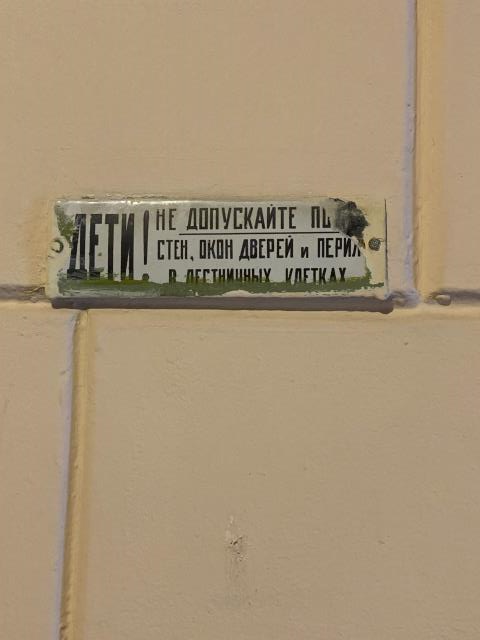 ДЕТИ!
НЕ ДОПУСКАЙТЕ
СТЕН, ОКОН ДВЕРЕЙ и ПЕРИЛ
В ЛЕСТНИЧНЫХ КЛЕТКАХ